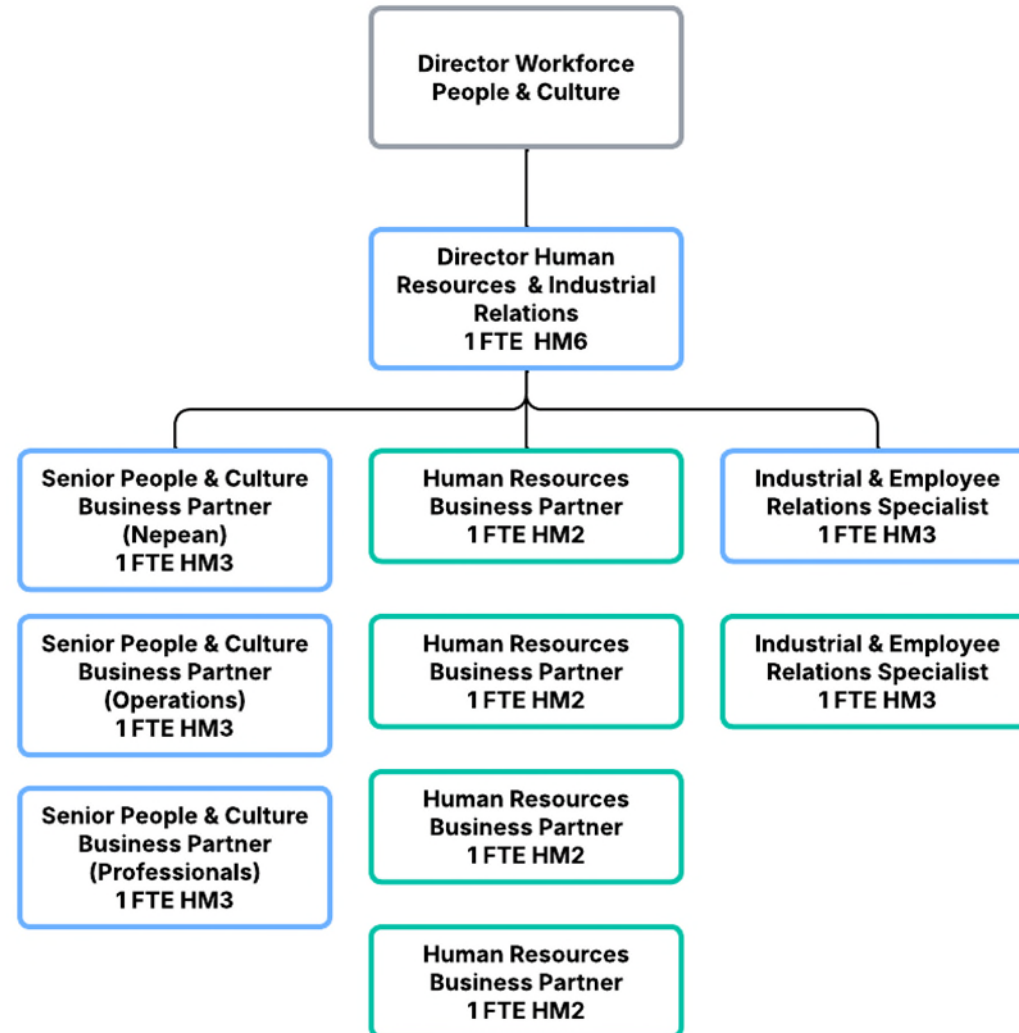 Director Workforce
People & Culture
Director Human
Resources & Industrial
Relations
1 FTE HM6
Senior People & Culture
Business Partner
(Nepean)
1 FTE HM3
Senior People & Culture
Business Partner
(Operations)
1 FTE HM3
Senior People & Culture
Business Partner
(Professionals)
1 FTE HM3
Human Resources
Business Partner
1 FTE HM2
Human Resources
Business Partner
1 FTE HM2
Human Resources
Business Partner
1 FTE HM2
Human Resources
Business Partner
1 FTE HM2
Industrial & Employee
Relations Specialist
1 FTE HM3
Industrial & Employee
Relations Specialist
1 FTE HM3